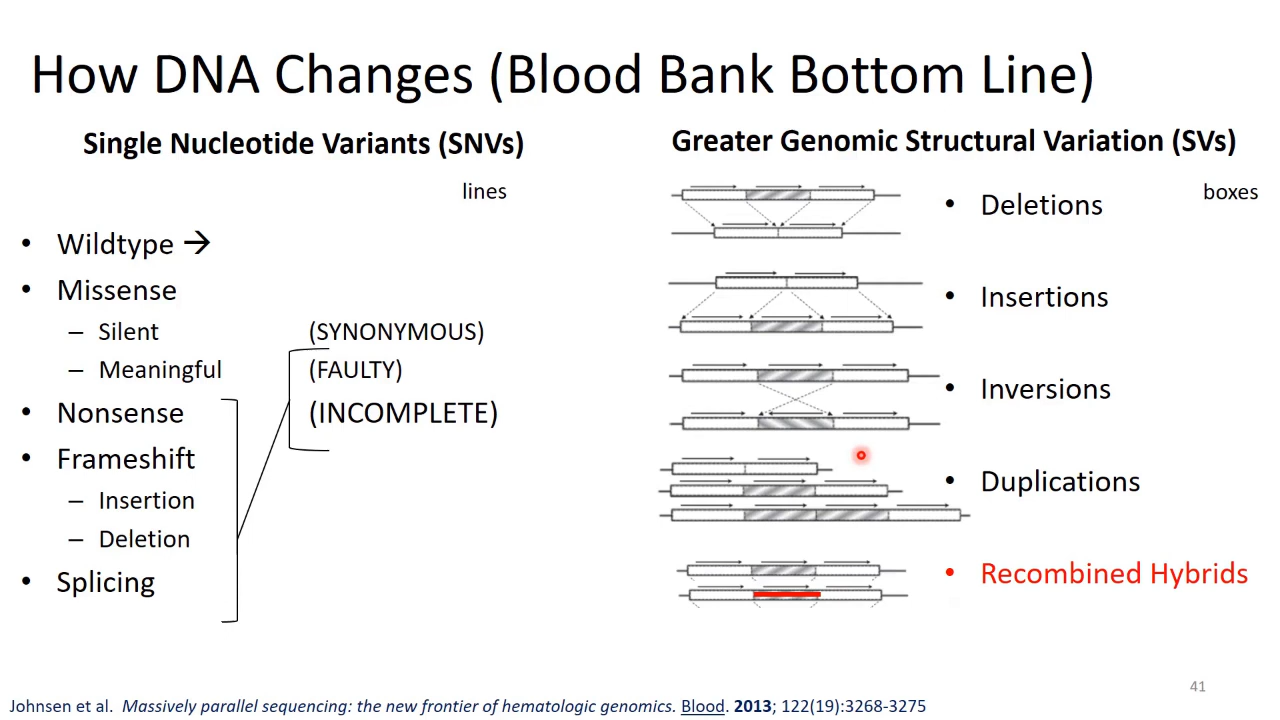 How DNA Changes (Blood Bank Bottom Line)
Single Nucleotide Variants (SNVs)
lines
• Wildtype →
• Missense
– Silent (SYNONYMOUS)
– Meaningful (FAULTY)
• Nonsense (INCOMPLETE)
• Frameshift
– Insertion
– Deletion
• Splicing
Greater Genomic Structural Variation (SVs)
boxes
• Deletions
• Insertions
• Inversions
• Duplications
• Recombined Hybrids
41
Johnsen et al. Massively parallel sequencing: the new frontier of hematologic genomics. Blood. 2013; 122(19):3268-3275